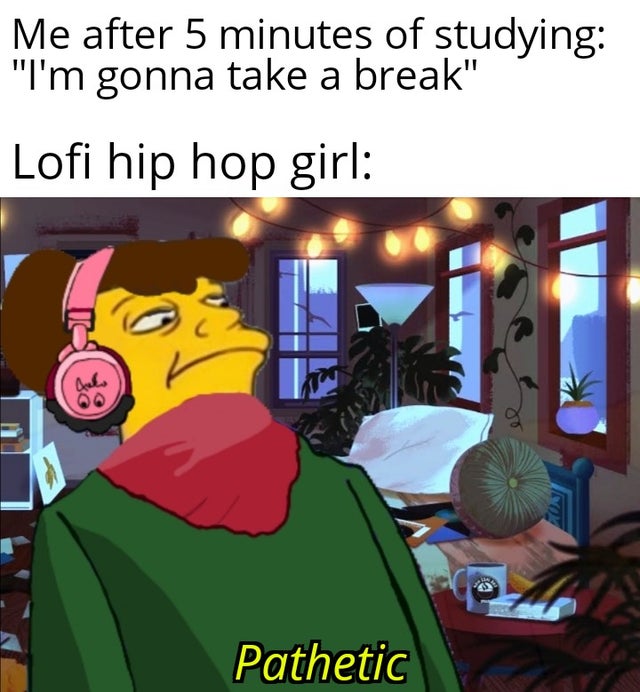 Me after 5 minutes of studying:
"I'm gonna take a break"
Lofi hip hop girl:
Pathetic